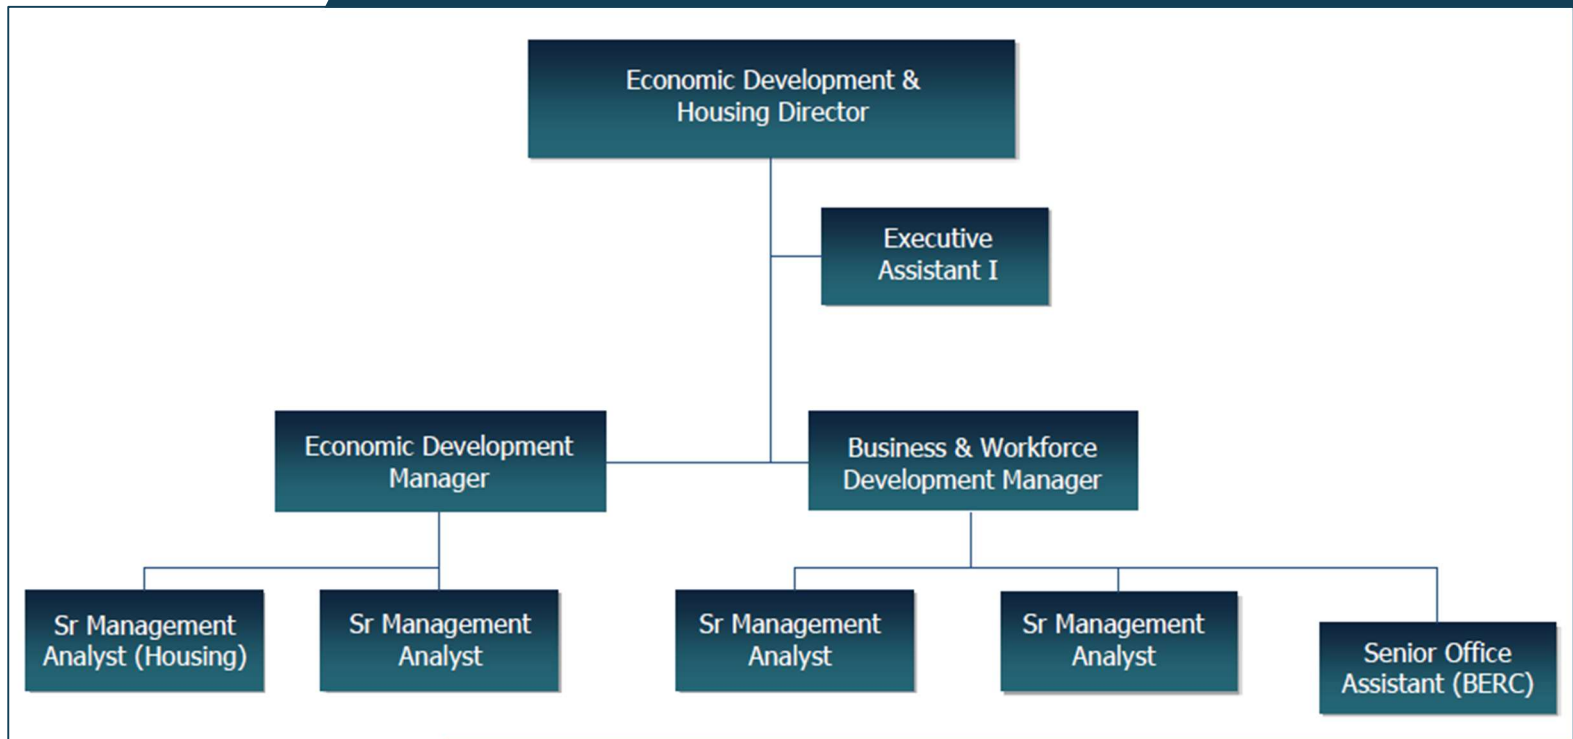 Economic Development &
Housing Director
Executive
Assistant I
Economic Development
Manager
Business & Workforce
Development Manager
Sr Management
Analyst (Housing)
Sr Management
Analyst
Sr Management
Analyst
Sr Management
Analyst
Senior Office
Assistant (BERC)